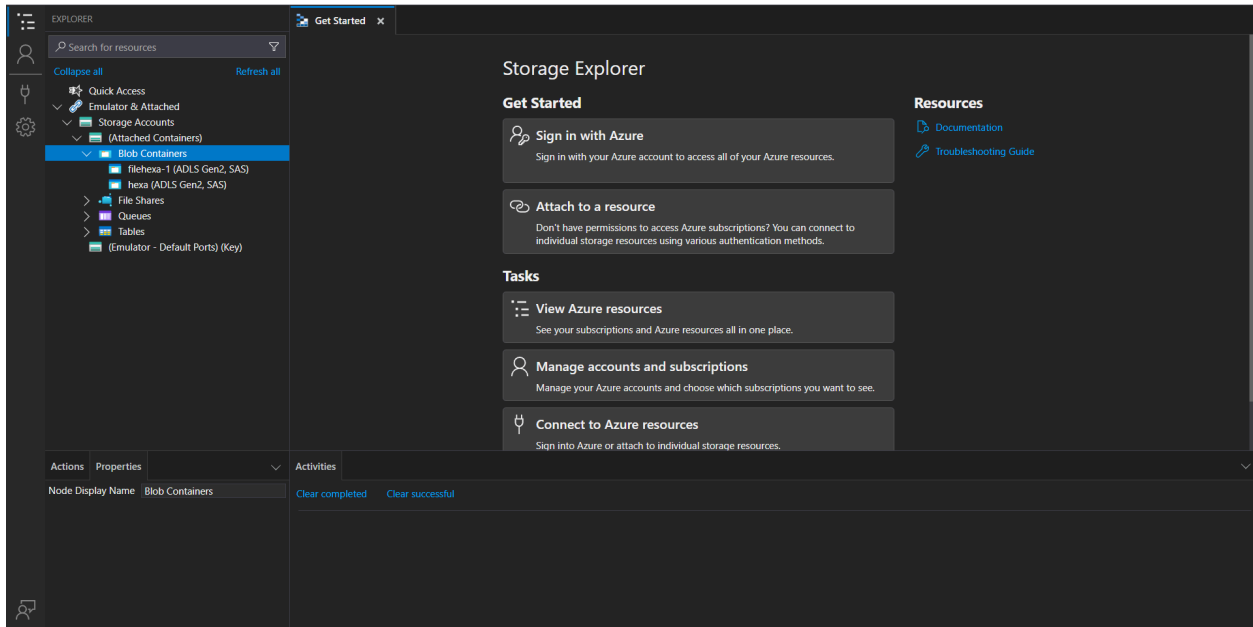 EXPLORER
Search for resources
Collapse all
Refresh all
Quick Access
Emulator & Attached
Storage Accounts
(Attached Containers)
Blob Containers
filehexa-1 (ADLS Gen2, SAS)
hexa (ADLS Gen2, SAS)
File Shares
Queues
Tables
(Emulator - Default Ports) (Key)
Actions
Properties
Node Display Name
Blob Containers
Get Started
Storage Explorer
Get Started
Sign in with Azure
Sign in with your Azure account to access all of your Azure resources.
Attach to a resource
Don't have permissions to access Azure subscriptions? You can connect to
individual storage resources using various authentication methods.
Tasks
View Azure resources
See your subscriptions and Azure resources all in one place.
Manage accounts and subscriptions
Manage your Azure accounts and choose which subscriptions you want to see.
Connect to Azure resources
Sign into Azure or attach to individual storage resources.
Resources
Documentation
Troubleshooting Guide
Activities
Clear completed
Clear successful